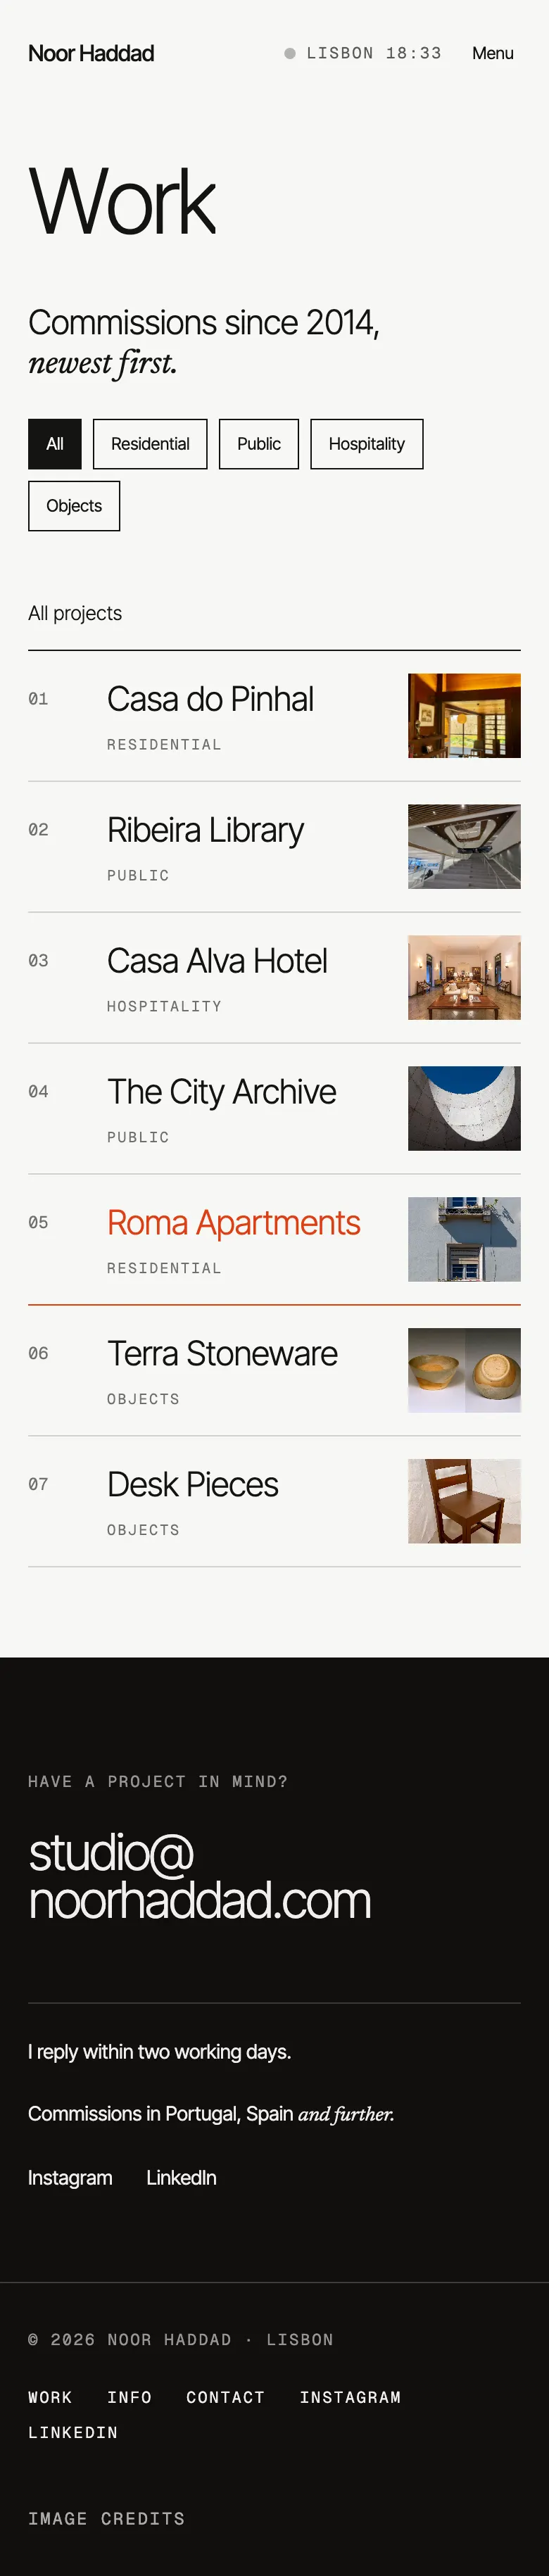 Noor Haddad
LISBON 18:33
Menu
Work
Commissions since 2014,
newest first.
All
Residential
Public
Hospitality
Objects
All projects
01
Casa do Pinhal
RESIDENTIAL
02
Ribeira Library
PUBLIC
03
Casa Alva Hotel
HOSPITALITY
04
The City Archive
PUBLIC
05
Roma Apartments
RESIDENTIAL
06
Terra Stoneware
OBJECTS
07
Desk Pieces
OBJECTS
HAVE A PROJECT IN MIND?
studio@
noorhaddad.com
I reply within two working days.
Commissions in Portugal, Spain and further.
Instagram
LinkedIn
© 2026 NOOR HADDAD · LISBON
WORK
INFO
CONTACT
INSTAGRAM
LINKEDIN
IMAGE CREDITS